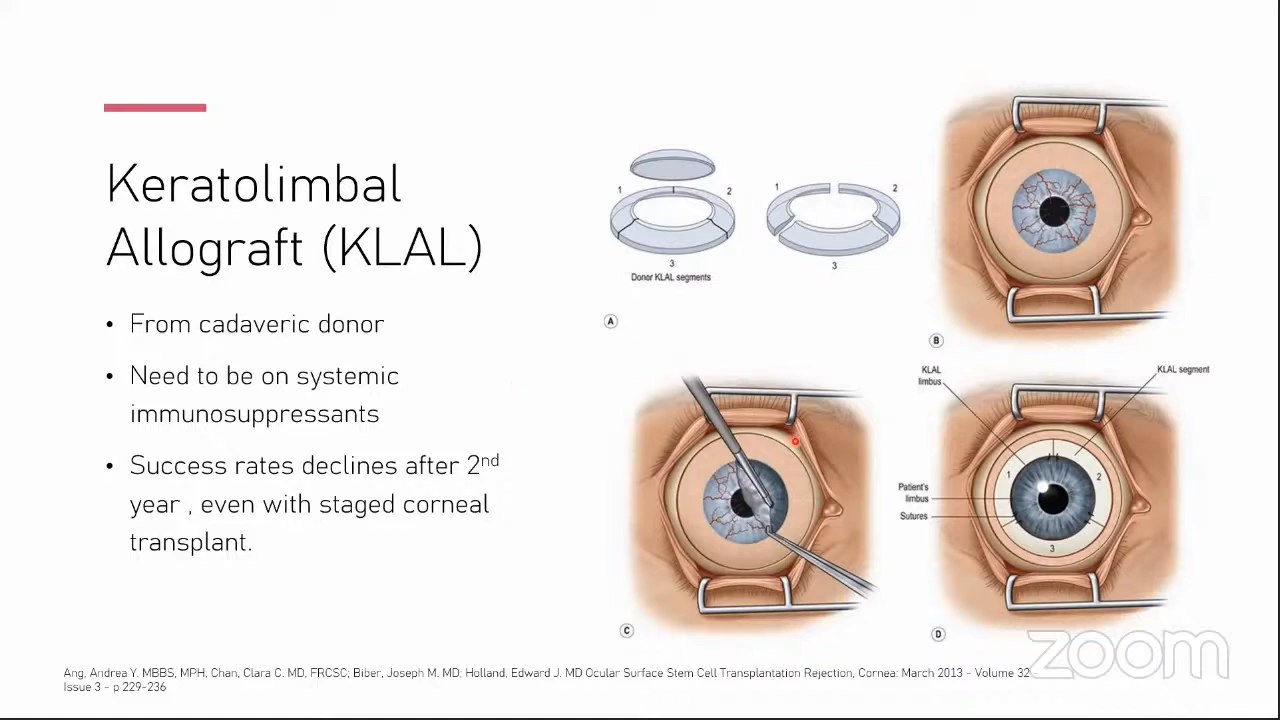 Keratolimbal
Allograft (KLAL)
• From cadaveric donor
• Need to be on systemic
immunosuppressants
• Success rates declines after 2nd
year , even with staged corneal
transplant.
1 2
3
Donor KLAL segments
1 2
3
A
B
C
KLAL
limbus
KLAL segment
Patient's
limbus
Sutures
1 2
3
D
zoom
Ang, Andrea Y. MBBS, MPH; Chan, Clara C. MD, FRCSC; Biber, Joseph M. MD; Holland, Edward J. MD Ocular Surface Stem Cell Transplantation Rejection, Cornea: March 2013 - Volume 32 -
Issue 3 - p 229-236